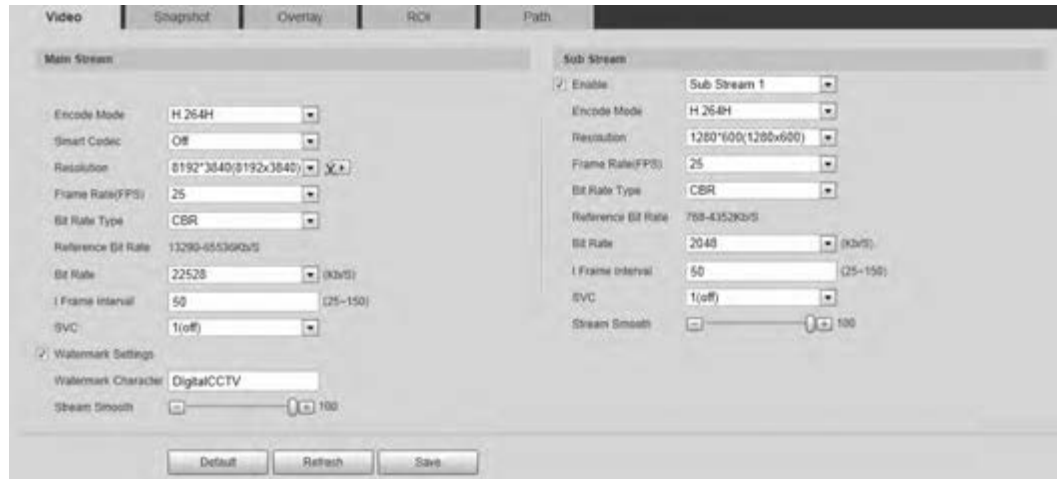 Video Snapshot Overlay ROI Path
Main Stream
Encode Mode H.264H
Smart Codec Off
Resolution 8192*3840(8192x3840)
Frame Rate(FPS) 25
Bit Rate Type CBR
Reference Bit Rate 13290-65536Kb/S
Bit Rate 22528 (Kb/S)
I Frame Interval 50 (25~150)
SVC 1(off)
Watermark Settings
Watermark Character DigitalCCTV
Stream Smooth 100
Default Refresh Save
Sub Stream
Enable Sub Stream 1
Encode Mode H.264H
Resolution 1280*600(1280x600)
Frame Rate(FPS) 25
Bit Rate Type CBR
Reference Bit Rate 768-4352Kb/S
Bit Rate 2048 (Kb/S)
I Frame Interval 50 (25~150)
SVC 1(off)
Stream Smooth 100